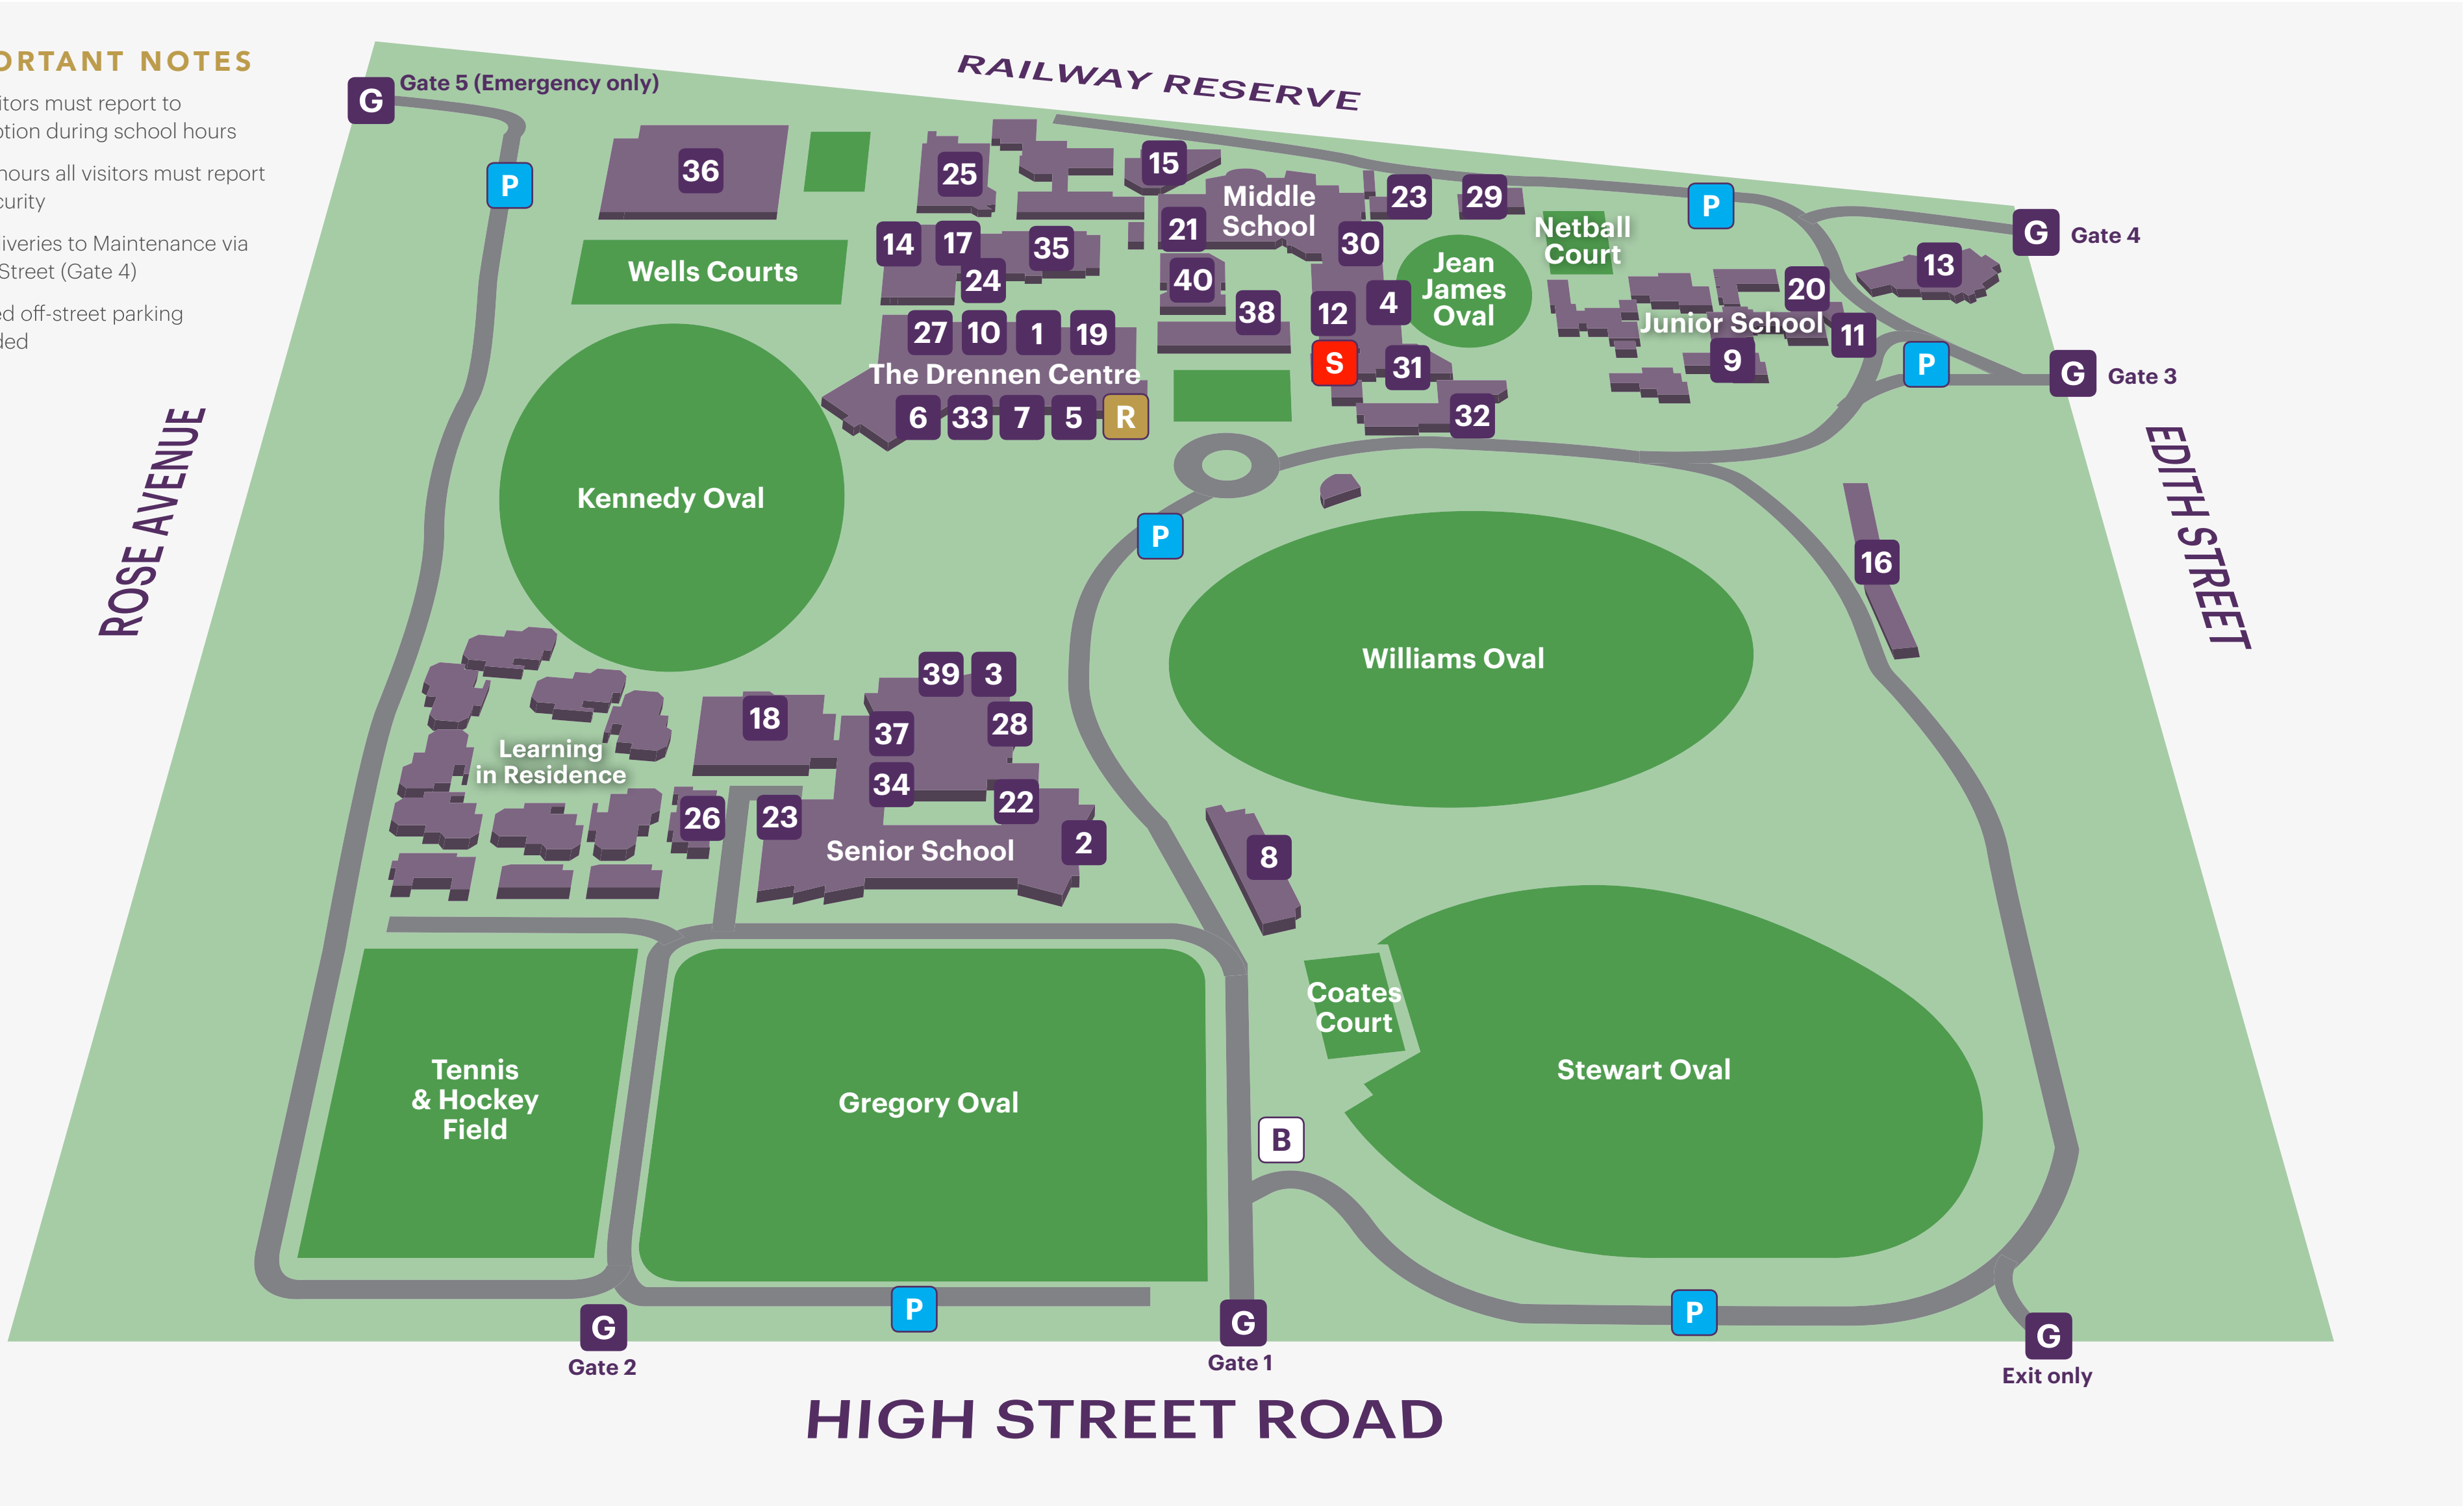 ORTANT NOTES
itors must report to
ption during school hours
hours all visitors must report
curity
liveries to Maintenance via
Street (Gate 4)
ed off-street parking
ded
RAILWAY RESERVE
G Gate 5 (Emergency only)
P
36
25
15
Middle
School
23
29
P
G Gate 4
Netball
Court
14
17
35
21
30
24
Wells Courts
40
38
12
4
Jean
James
Oval
13
20
Junior School
11
9
27 10 1 19
The Drennen Centre
6 33 7 5 R
S
31
32
P
G Gate 3
ROSE AVENUE
EDITH STREET
Kennedy Oval
P
16
Williams Oval
39 3
18
37
28
Learning
in Residence
34
22
26
23
2
Senior School
8
Coates
Court
Tennis
& Hockey
Field
Gregory Oval
Stewart Oval
B
P
P
G
Gate 2
G
Gate 1
G
Exit only
HIGH STREET ROAD